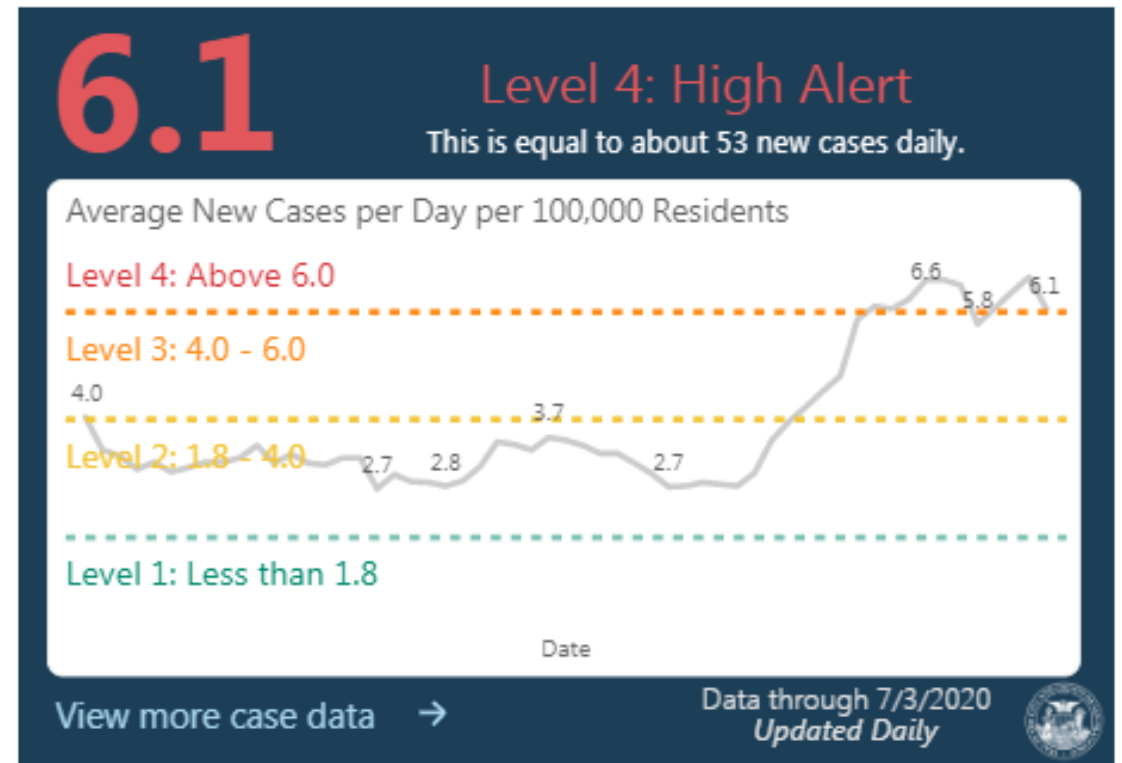 6.1
Level 4: High Alert
This is equal to about 53 new cases daily.
Average New Cases per Day per 100,000 Residents
Level 4: Above 6.0
6.6
5.8
6.1
Level 3: 4.0 - 6.0
4.0
3.7
Level 2: 1.8 - 4.0
2.7
2.8
2.7
Level 1: Less than 1.8
Date
View more case data →
Data through 7/3/2020
Updated Daily